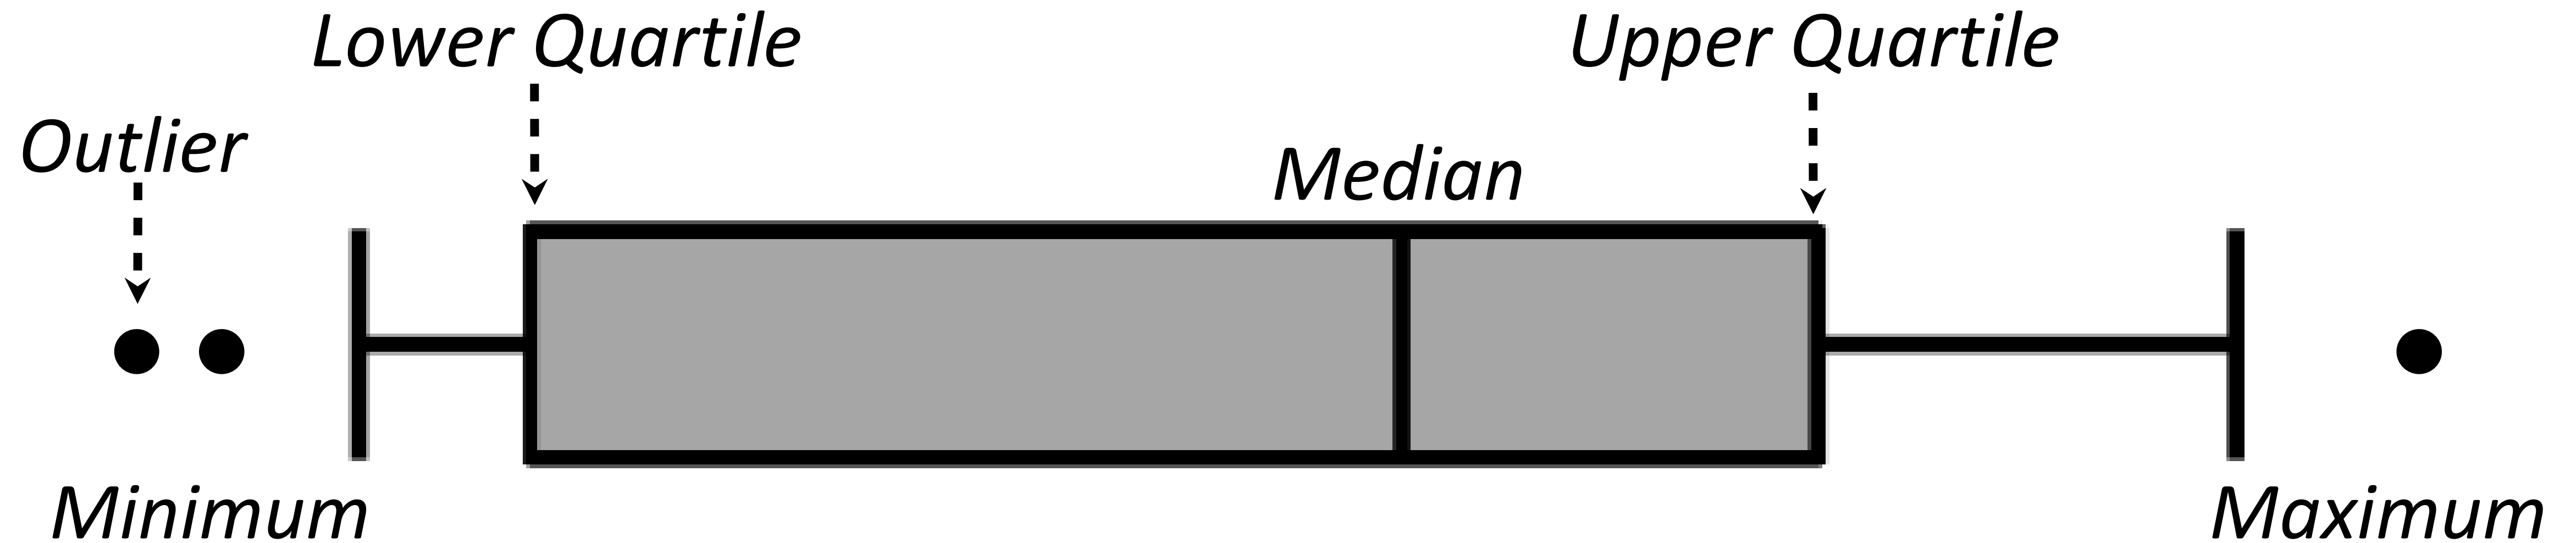 Lower Quartile
Upper Quartile
Outlier
Median
Minimum
Maximum